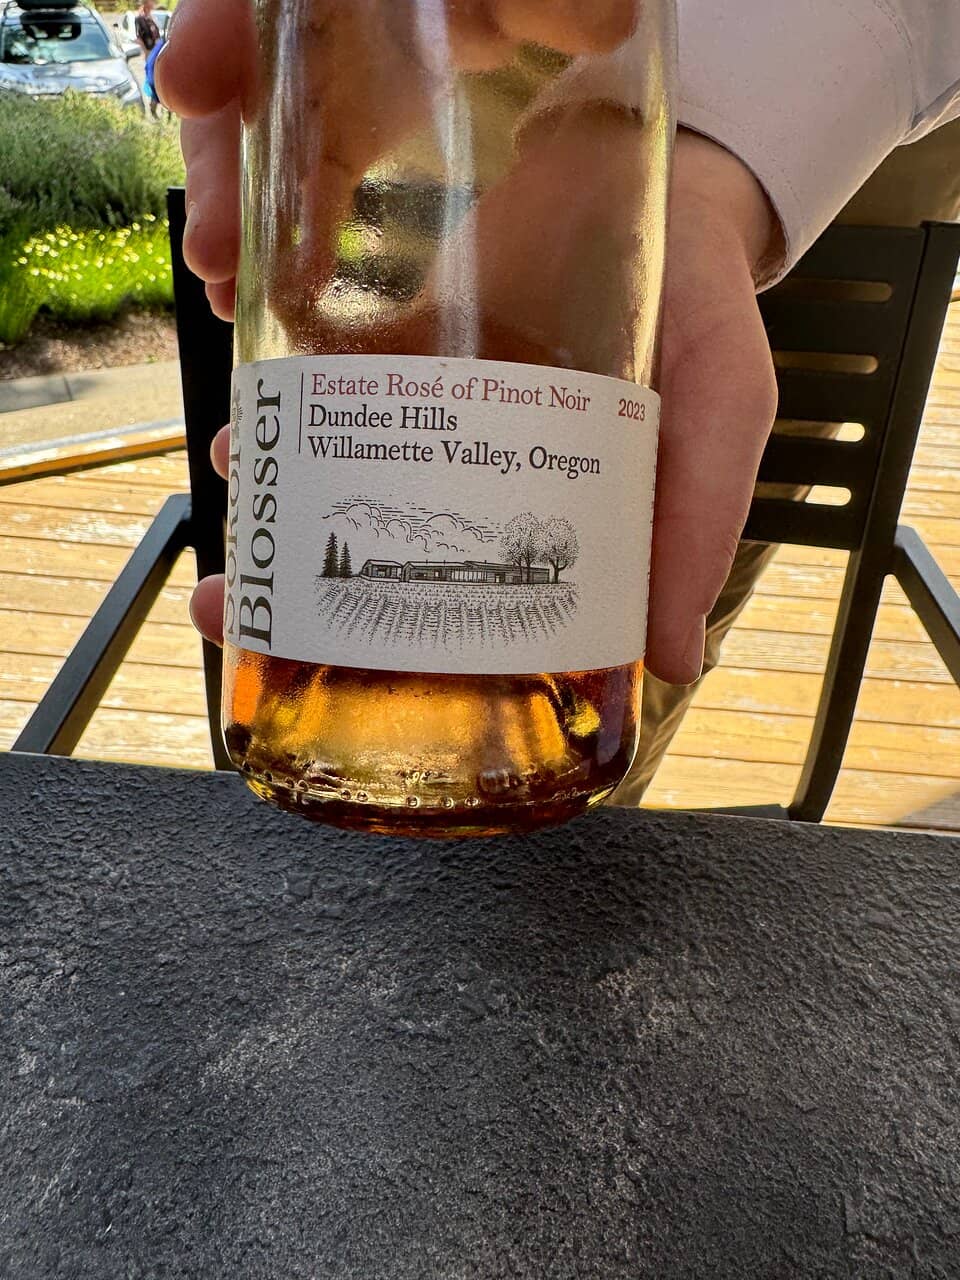 Sokol
Blosser
Estate Rosé of Pinot Noir
2023
Dundee Hills
Willamette Valley, Oregon